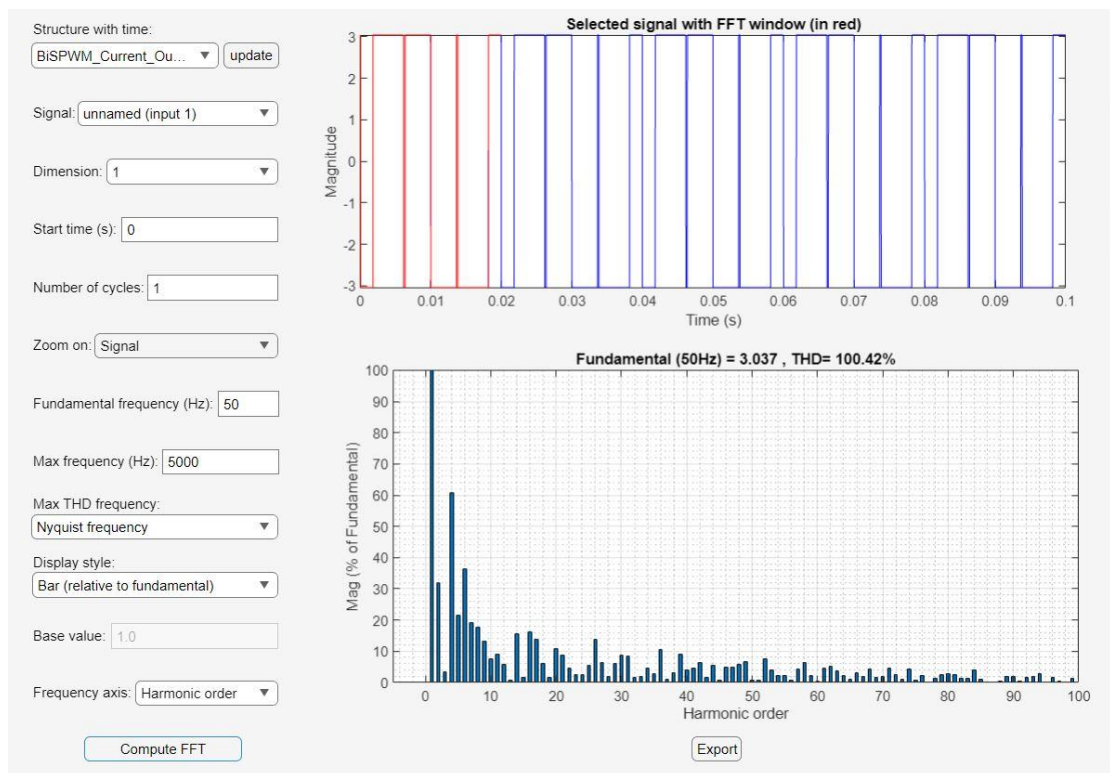 Structure with time:
BiSPWM_Current_Ou...
update
Signal: unnamed (input 1)
Dimension: 1
Start time (s): 0
Number of cycles: 1
Zoom on: Signal
Fundamental frequency (Hz): 50
Max frequency (Hz): 5000
Max THD frequency:
Nyquist frequency
Display style:
Bar (relative to fundamental)
Base value: 1.0
Frequency axis: Harmonic order
Compute FFT
Selected signal with FFT window (in red)
Magnitude
3
2
1
0
-1
-2
-3
0 0.01 0.02 0.03 0.04 0.05 0.06 0.07 0.08 0.09 0.1
Time (s)
Fundamental (50Hz) = 3.037 , THD= 100.42%
Mag (% of Fundamental)
100
90
80
70
60
50
40
30
20
10
0
0 10 20 30 40 50 60 70 80 90 100
Harmonic order
Export